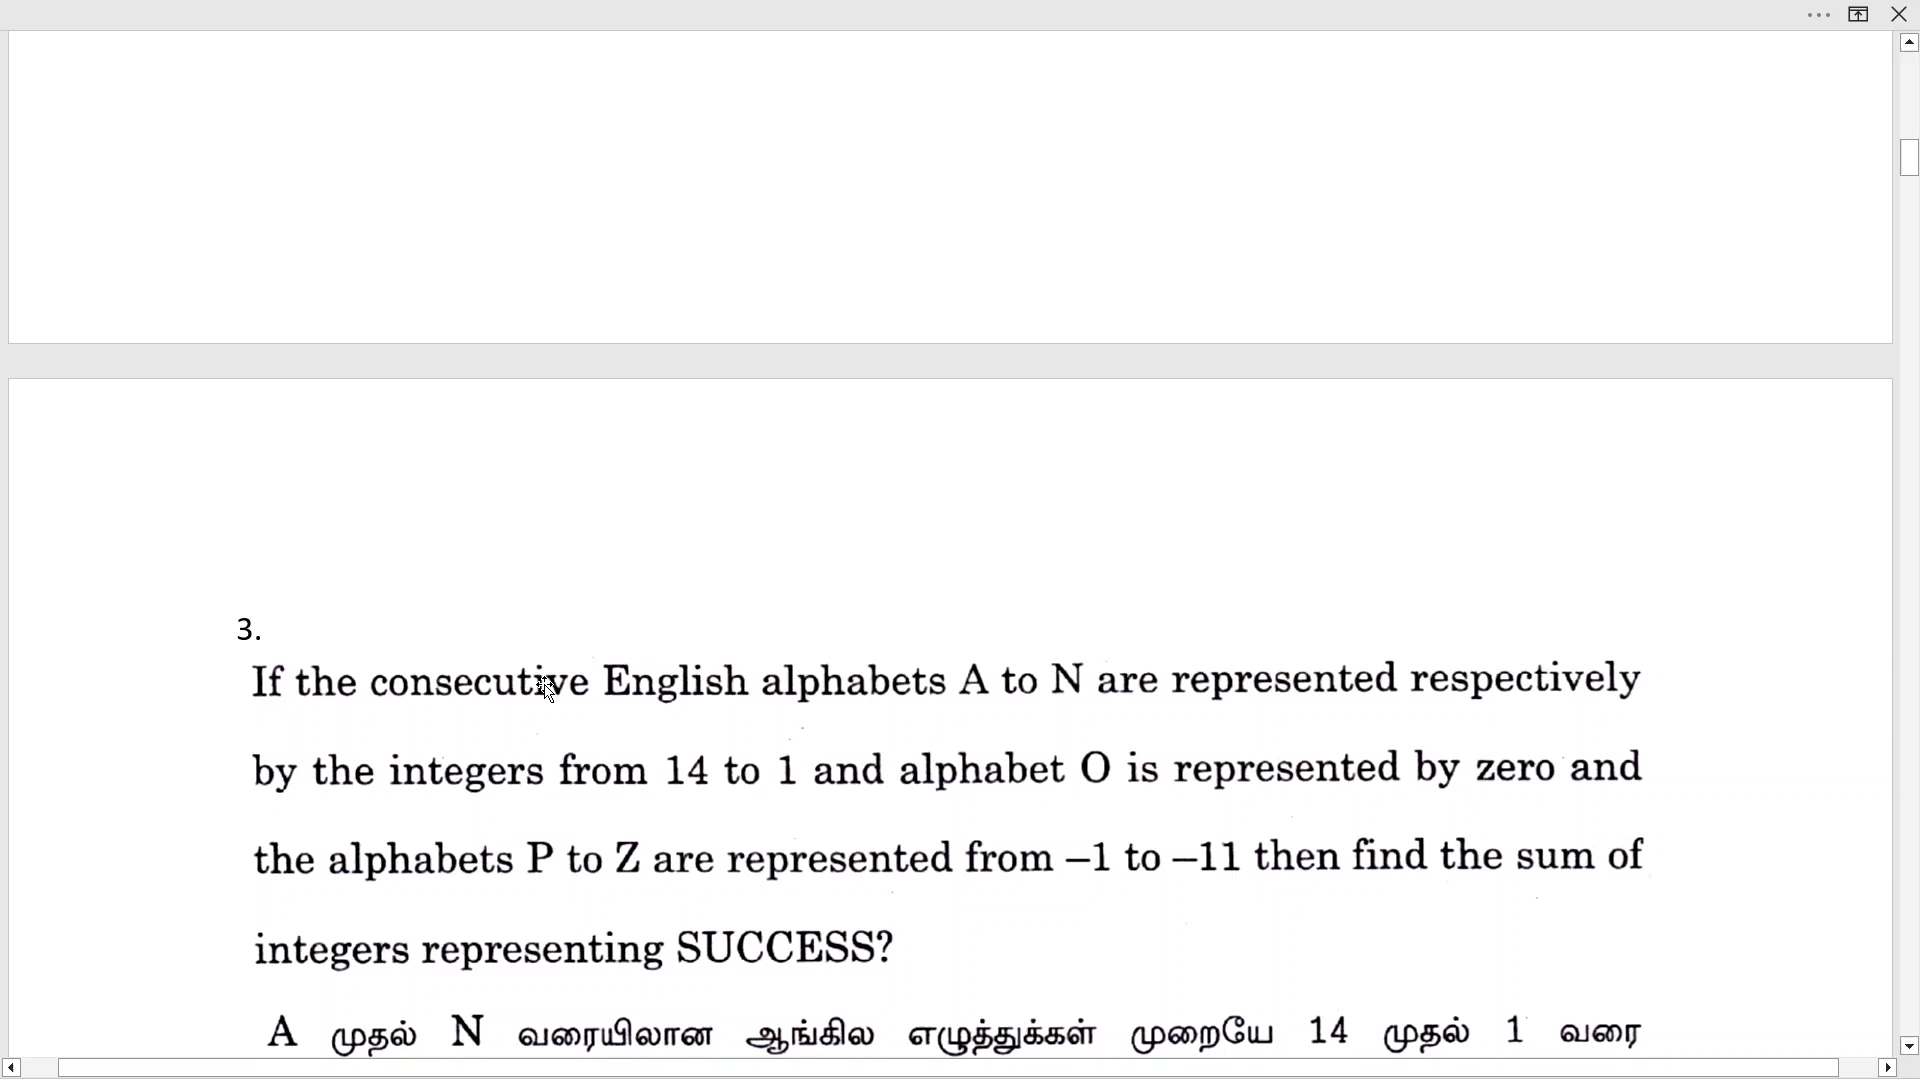 3.
If the consecutive English alphabets A to N are represented respectively
by the integers from 14 to 1 and alphabet O is represented by zero and
the alphabets P to Z are represented from –1 to –11 then find the sum of
integers representing SUCCESS?
A முதல் N வரையிலான ஆங்கில எழுத்துக்கள் முறையே 14 முதல் 1 வரை